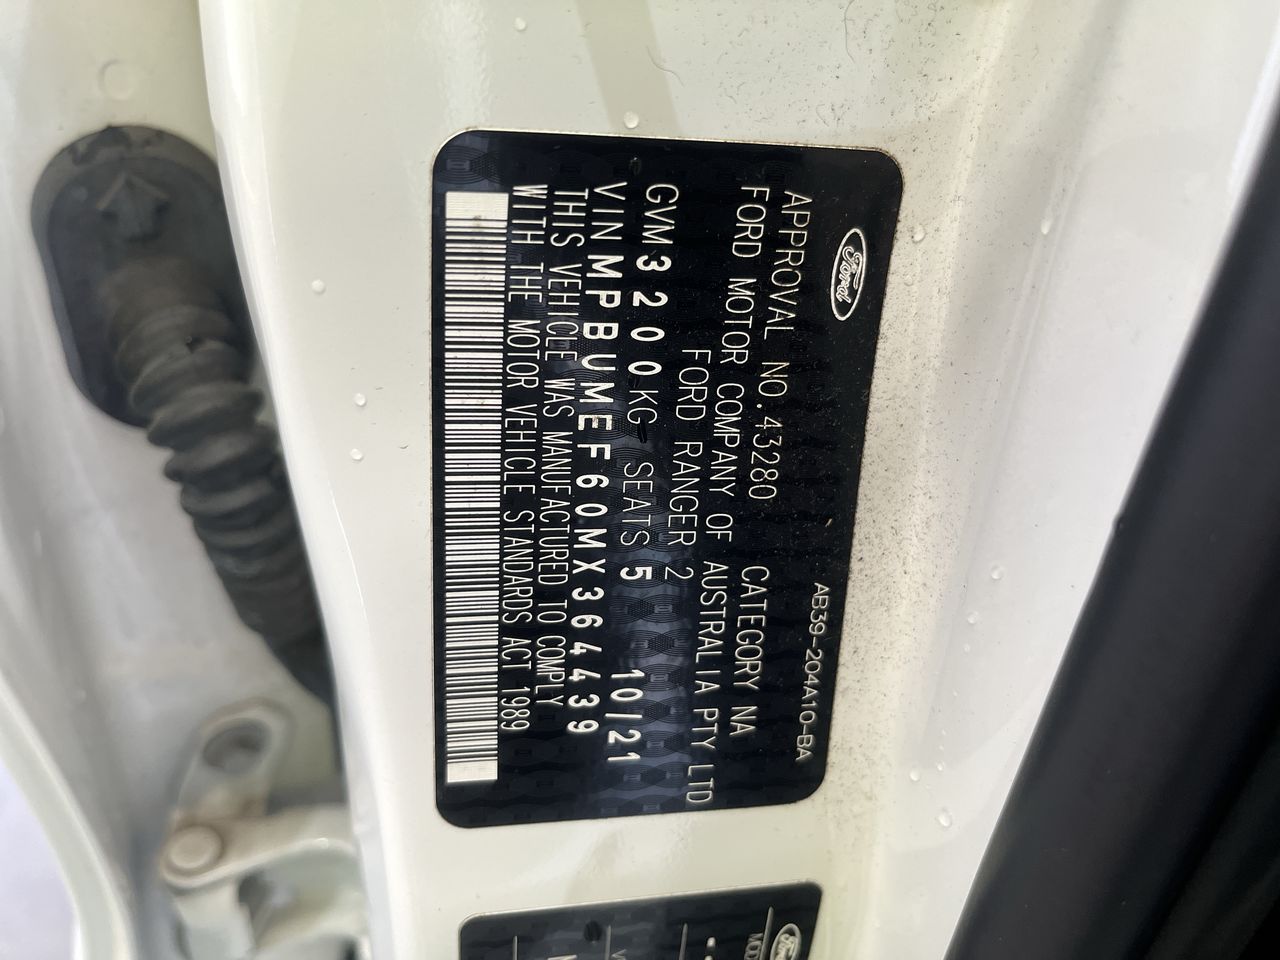 Ford
AB39-204A10-BA
APPROVAL NO.43280 CATEGORY NA
FORD MOTOR COMPANY OF AUSTRALIA PTY LTD
FORD RANGER 2
GVM 3200KG SEATS 5 10/21
VIN MPBUMEF60MX364439
THIS VEHICLE WAS MANUFACTURED TO COMPLY
WITH THE MOTOR VEHICLE STANDARDS ACT 1989
Ford